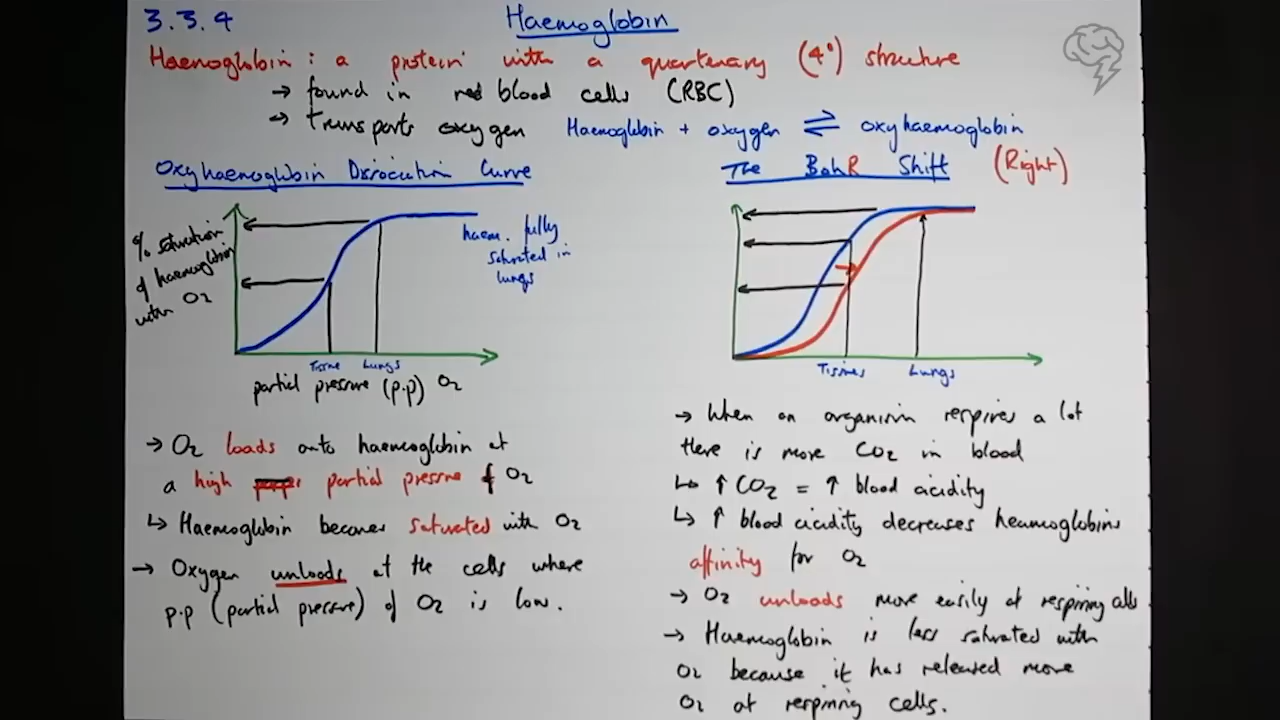 3.3.4
Haemoglobin
Haemoglobin : a protein with a quarternary (4°) structure
→ found in red blood cells (RBC)
→ transports oxygen
Haemoglobin + oxygen ⇌ oxyhaemoglobin
Oxyhaemoglobin Dissociation Curve
% saturation
of haemoglobin
with O2
haem. fully
saturated in
lungs
Tissue Lungs
partial pressure (p.p) O2
→ O2 loads onto haemoglobin at
a high partial pressure of O2
↳ Haemoglobin becomes saturated with O2
→ Oxygen unloads at the cells where
p.p (partial pressure) of O2 is low.
The BohR Shift (Right)
Tissues Lungs
→ When an organism respires a lot
there is more CO2 in blood
↳ ↑ CO2 = ↑ blood acidity
↳ ↑ blood acidity decreases heamoglobins
affinity for O2
→ O2 unloads more easily at respiring cells
→ Haemoglobin is less saturated with
O2 because it has released more
O2 at respiring cells.